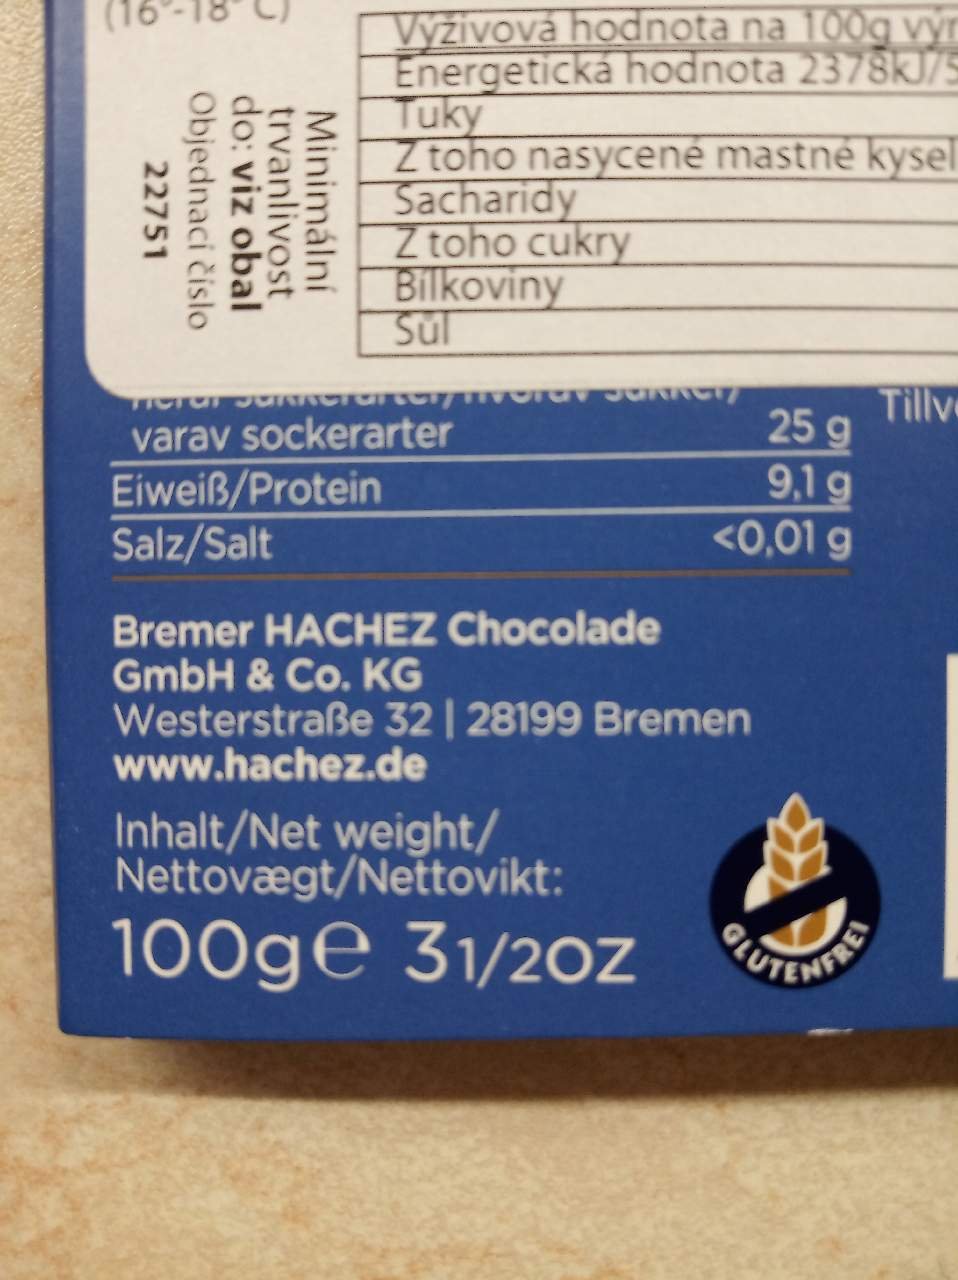 (16°-18° C)
Výživová hodnota na 100g
Energetická hodnota 2378kJ/5
Tuky
Z toho nasycené mastné kysel
Sacharidy
Z toho cukry
Bílkoviny
Sůl
Minimální
trvanlivost
do: viz obal
Objednací číslo
22751
varav sockerarter 25 g
Eiweiß/Protein 9,1 g
Salz/Salt <0,01 g
Tillv
Bremer HACHEZ Chocolade
GmbH & Co. KG
Westerstraße 32 | 28199 Bremen
www.hachez.de
Inhalt/Net weight/
Nettovægt/Nettovikt:
100g℮ 31/2OZ
GLUTENFREI